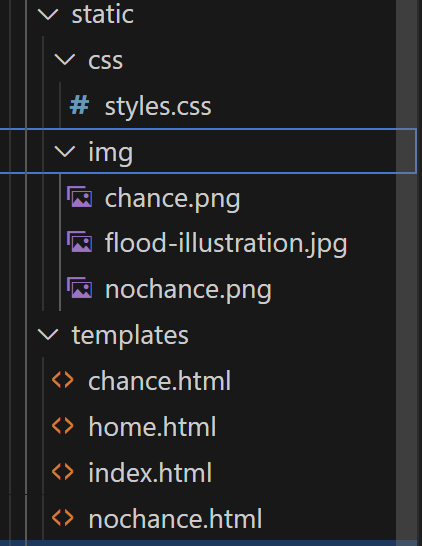 static
css
# styles.css
img
chance.png
flood-illustration.jpg
nochance.png
templates
<> chance.html
<> home.html
<> index.html
<> nochance.html